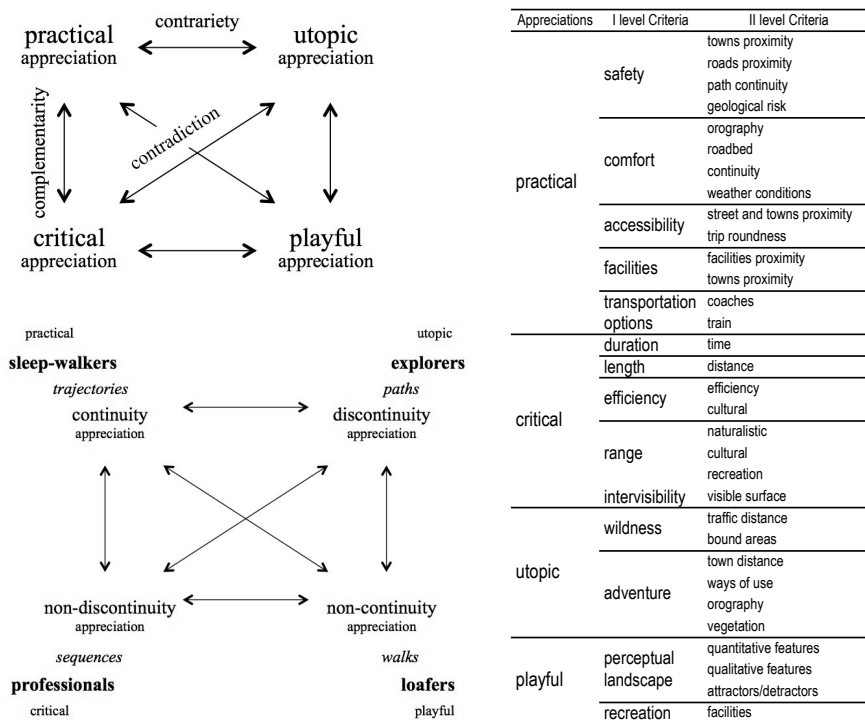 practical
appreciation
contrariety
utopic
appreciation
complementarity
contradiction
critical
appreciation
playful
appreciation
practical
sleep-walkers
trajectories
continuity
appreciation
utopic
explorers
paths
discontinuity
appreciation
non-discontinuity
appreciation
sequences
professionals
critical
non-continuity
appreciation
walks
loafers
playful
Appreciations I level Criteria II level Criteria
practical
safety
towns proximity
roads proximity
path continuity
geological risk
comfort
orography
roadbed
continuity
weather conditions
accessibility
street and towns proximity
trip roundness
facilities
facilities proximity
towns proximity
transportation
options
coaches
train
critical
duration time
length distance
efficiency
efficiency
cultural
range
naturalistic
cultural
recreation
intervisibility visible surface
utopic
wildness
traffic distance
bound areas
adventure
town distance
ways of use
orography
vegetation
playful
perceptual
landscape
quantitative features
qualitative features
attractors/detractors
recreation facilities